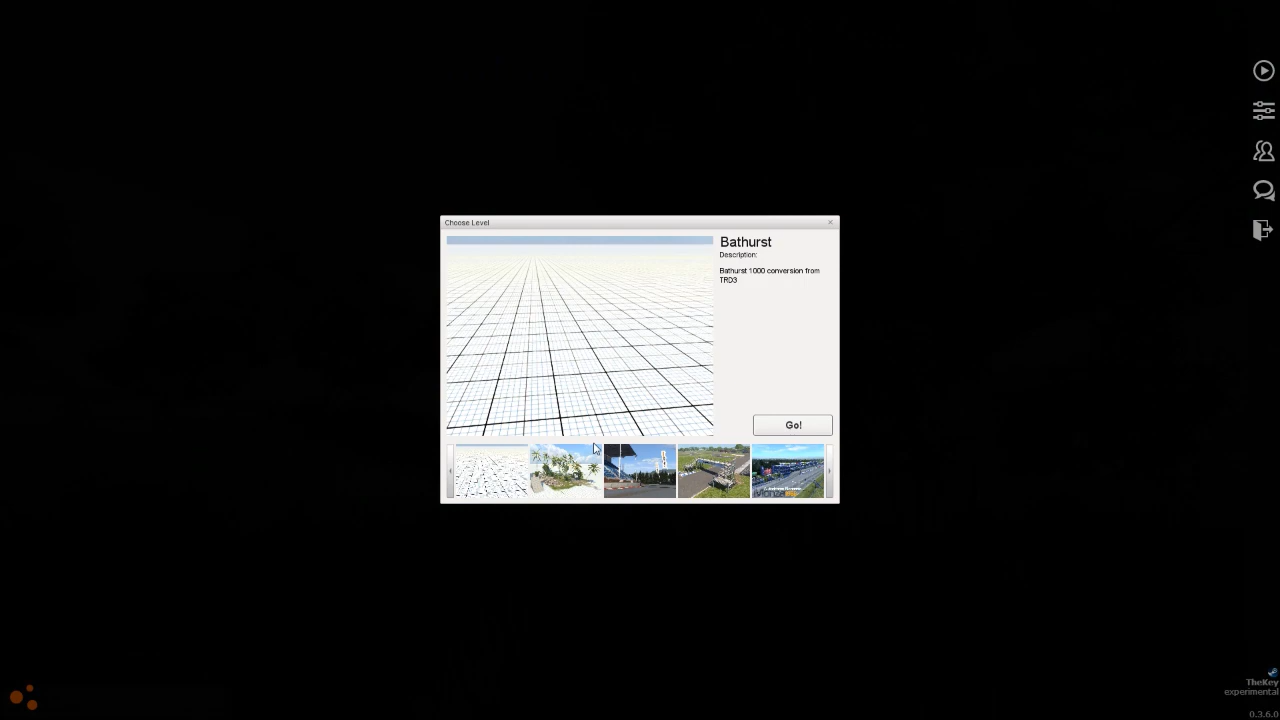 Choose Level
Bathurst
Description:
Bathurst 1000 conversion from
TRD3
Go!
TheKey
experimental
0.3.6.0